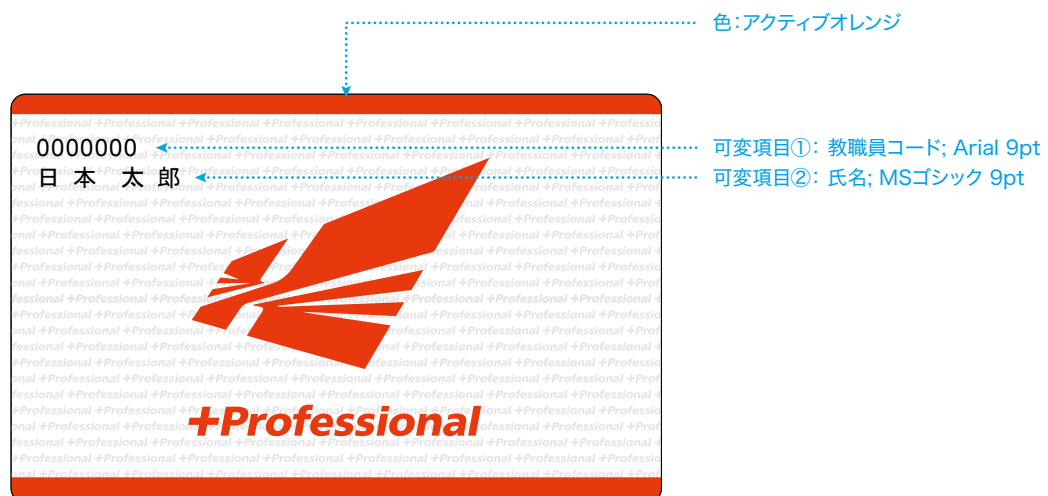 色：アクティブオレンジ
0000000
可変項目①： 教職員コード; Arial 9pt
日 本 太 郎
可変項目②： 氏名; MSゴシック 9pt
+Professional